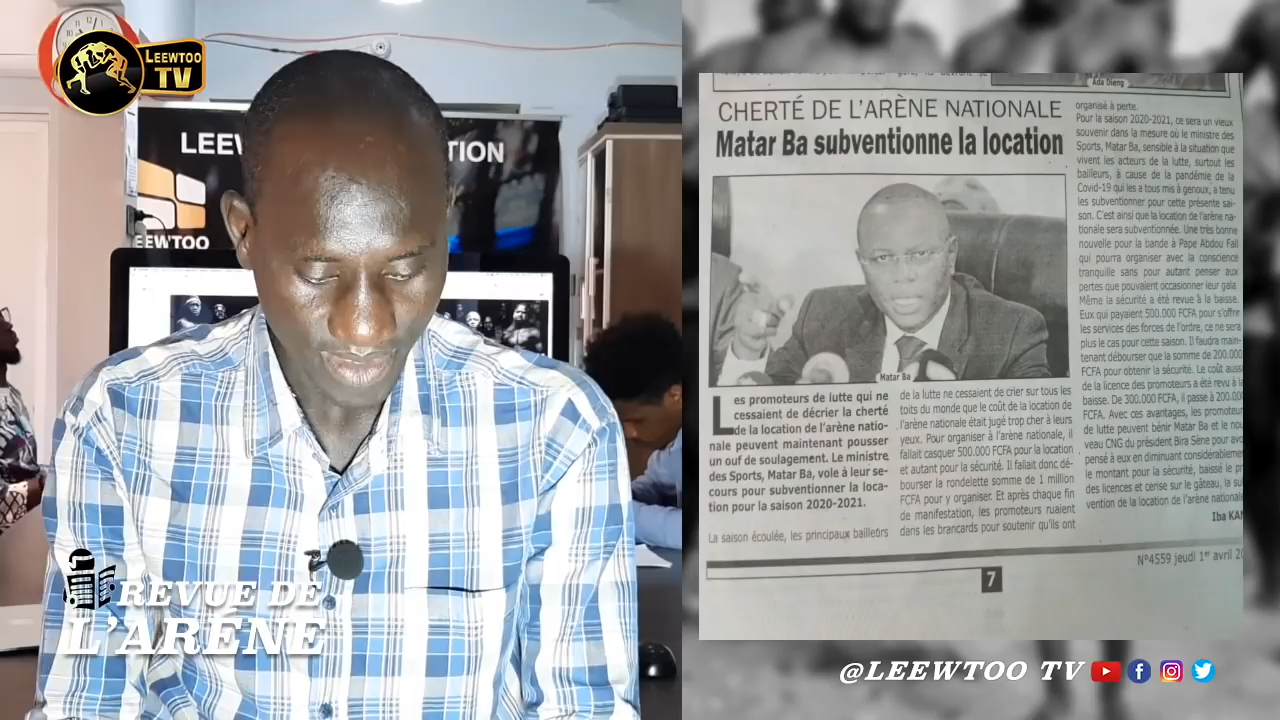 LEEWTOO
TV
LEEW
TION
EEWTOO
REVUE DE
L'ARÈNE
Ada Dieng
CHERTÉ DE L'ARÈNE NATIONALE
Matar Ba subventionne la location
Matar Ba
Les promoteurs de lutte qui ne
cessaient de décrier la cherté
de la location de l'arène natio-
nale peuvent maintenant pousser
un ouf de soulagement. Le ministre
des Sports, Matar Ba, vole à leur se-
cours pour subventionner la loca-
tion pour la saison 2020-2021.
La saison écoulée, les principaux bailleurs
de la lutte ne cessaient de crier sur tous les
toits du monde que le coût de la location de
l'arène nationale était jugé trop cher à leurs
yeux. Pour organiser à l'arène nationale, il
fallait casquer 500.000 FCFA pour la location
et autant pour la sécurité. Il fallait donc dé-
bourser la rondelette somme de 1 million
FCFA pour y organiser. Et après chaque fin
de manifestation, les promoteurs ruaient
dans les brancards pour soutenir qu'ils ont
organisé à perte.
Pour la saison 2020-2021, ce sera un vieux
souvenir dans la mesure où le ministre des
Sports, Matar Ba, sensible à la situation que
vivent les acteurs de la lutte, surtout les
bailleurs, à cause de la pandémie de la
Covid-19 qui les a tous mis à genoux, a tenu
les subventionner pour cette présente sai-
son. C'est ainsi que la location de l'arène na-
tionale sera subventionnée. Une très bonne
nouvelle pour la bande à Pape Abdou Fall
qui pourra organiser avec la conscience
tranquille sans pour autant penser aux
pertes que pouvaient occasionner leur gala.
Même la sécurité a été revue à la baisse.
Eux qui payaient 500.000 FCFA pour s'offrir
les services des forces de l'ordre, ce ne sera
plus le cas pour cette saison. Il faudra main-
tenant débourser que la somme de 200.000
FCFA pour obtenir la sécurité. Le coût aussi
de la licence des promoteurs a été revu à la
baisse. De 300.000 FCFA, il passe à 200.000
FCFA. Avec ces avantages, les promoteur
de lutte peuvent bénir Matar Ba et le nou
veau CNG du président Bira Sène pour avo
pensé à eux en diminuant considérablemen
le montant pour la sécurité, baissé le pr
des licences et cerise sur le gâteau, la su
vention de la location de l'arène nationale
Iba KAN
N°4559 jeudi 1er avril 20
7
@LEEWTOO TV